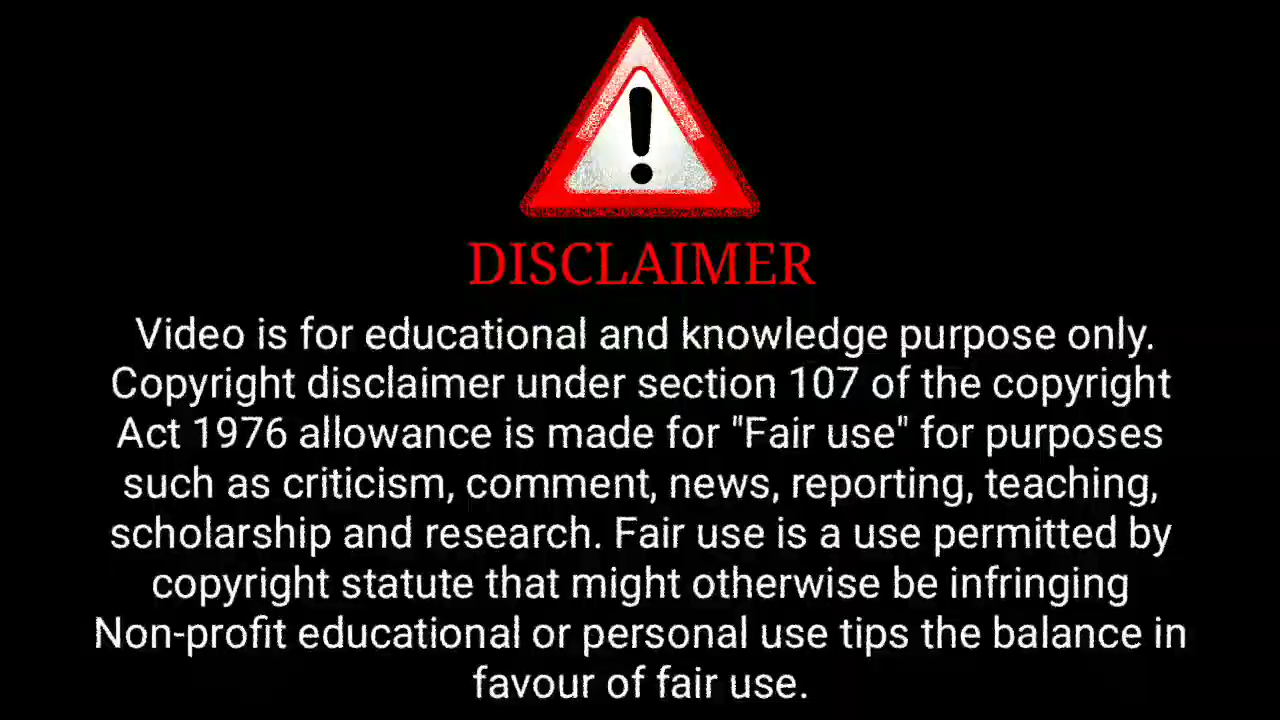 DISCLAIMER
Video is for educational and knowledge purpose only.
Copyright disclaimer under section 107 of the copyright
Act 1976 allowance is made for "Fair use" for purposes
such as criticism, comment, news, reporting, teaching,
scholarship and research. Fair use is a use permitted by
copyright statute that might otherwise be infringing
Non-profit educational or personal use tips the balance in
favour of fair use.